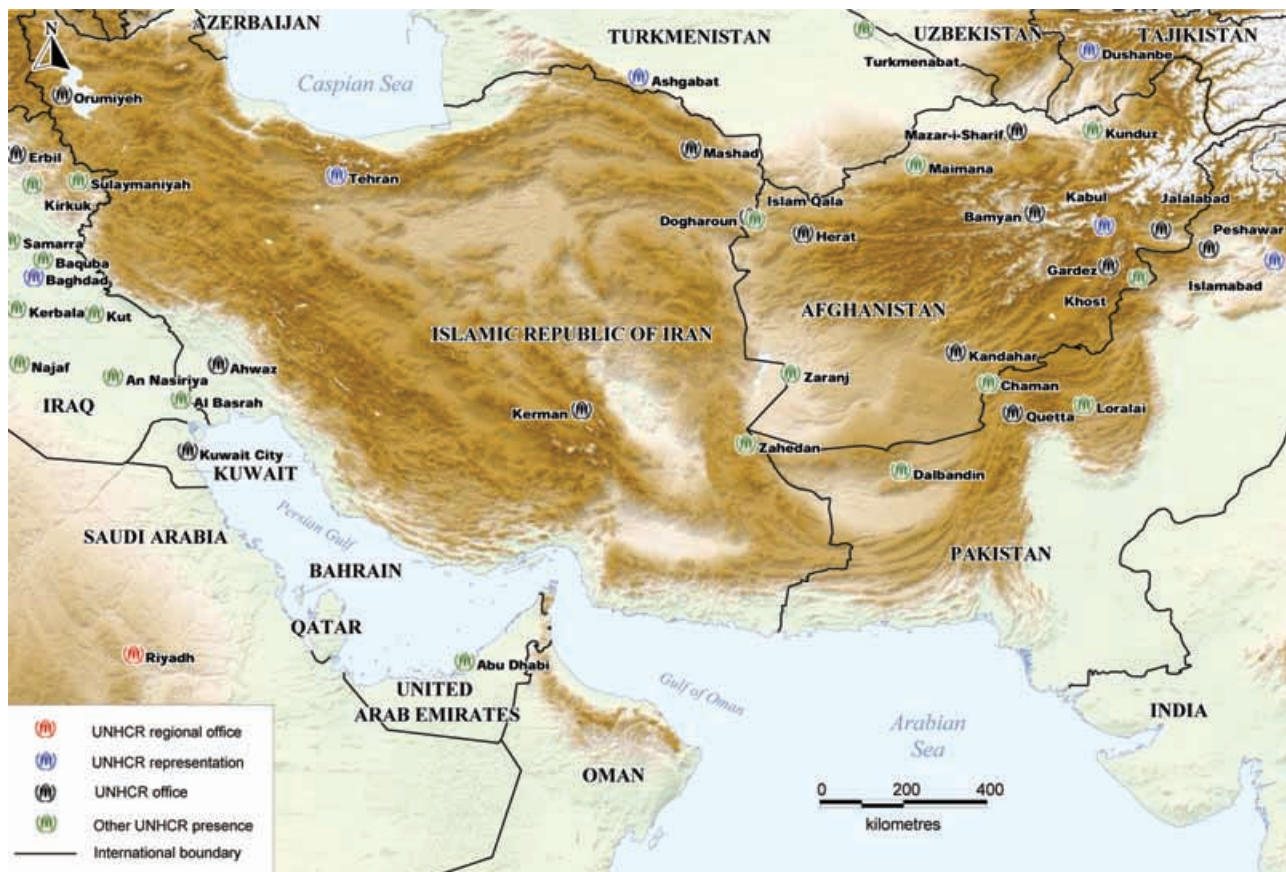 AZERBAIJAN
N
TURKMENISTAN
UZBEKISTAN
TAJIKISTAN
Caspian Sea
Turkmenabat
Dushanbe
Ashgabat
Orumiyeh
Mazar-i-Sharif
Kunduz
Mashad
Erbil
Maimana
Tehran
Sulaymaniyah
Kirkuk
Islam Qala
Kabul
Jalalabad
Dogharoun
Bamyan
Herat
Peshawar
Samarra
Baquba
Baghdad
Gardez
Islamabad
Khost
Kerbala
Kut
AFGHANISTAN
ISLAMIC REPUBLIC OF IRAN
Najaf
Ahwaz
An Nasiriya
Kandahar
Zaranj
Chaman
IRAQ
Al Basrah
Kerman
Loralai
Quetta
Kuwait City
KUWAIT
Zahedan
Dalbandin
Persian Gulf
SAUDI ARABIA
PAKISTAN
BAHRAIN
QATAR
Riyadh
Abu Dhabi
UNITED
ARAB EMIRATES
Gulf of Oman
Arabian
Sea
INDIA
OMAN
UNHCR regional office
UNHCR representation
UNHCR office
Other UNHCR presence
International boundary
0 200 400
kilometres